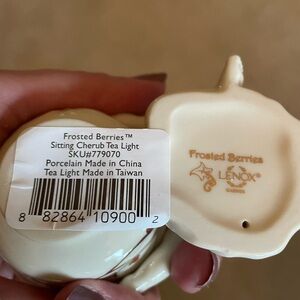 Frosted Berries™
Sitting Cherub Tea Light
SKU#779070
Porcelain Made in China
Tea Light Made in Taiwan
8 82864 10900 2
Frosted Berries
LENOX®